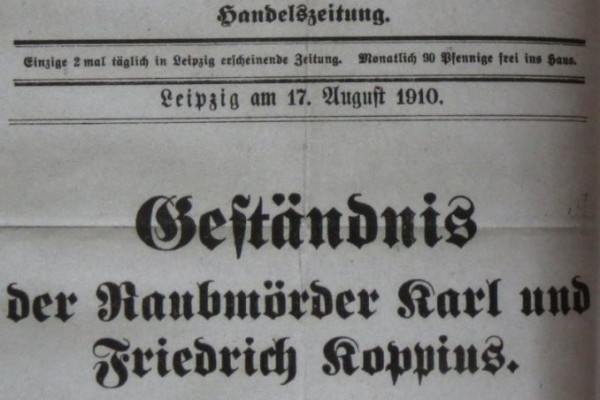 Handelszeitung.
Einzige 2 mal täglich in Leipzig erscheinende Zeitung. Monatlich 90 Pfennige frei ins Haus.
Leipzig am 17. August 1910.
Geständnis
der Raubmörder Karl und
Friedrich Koppius.